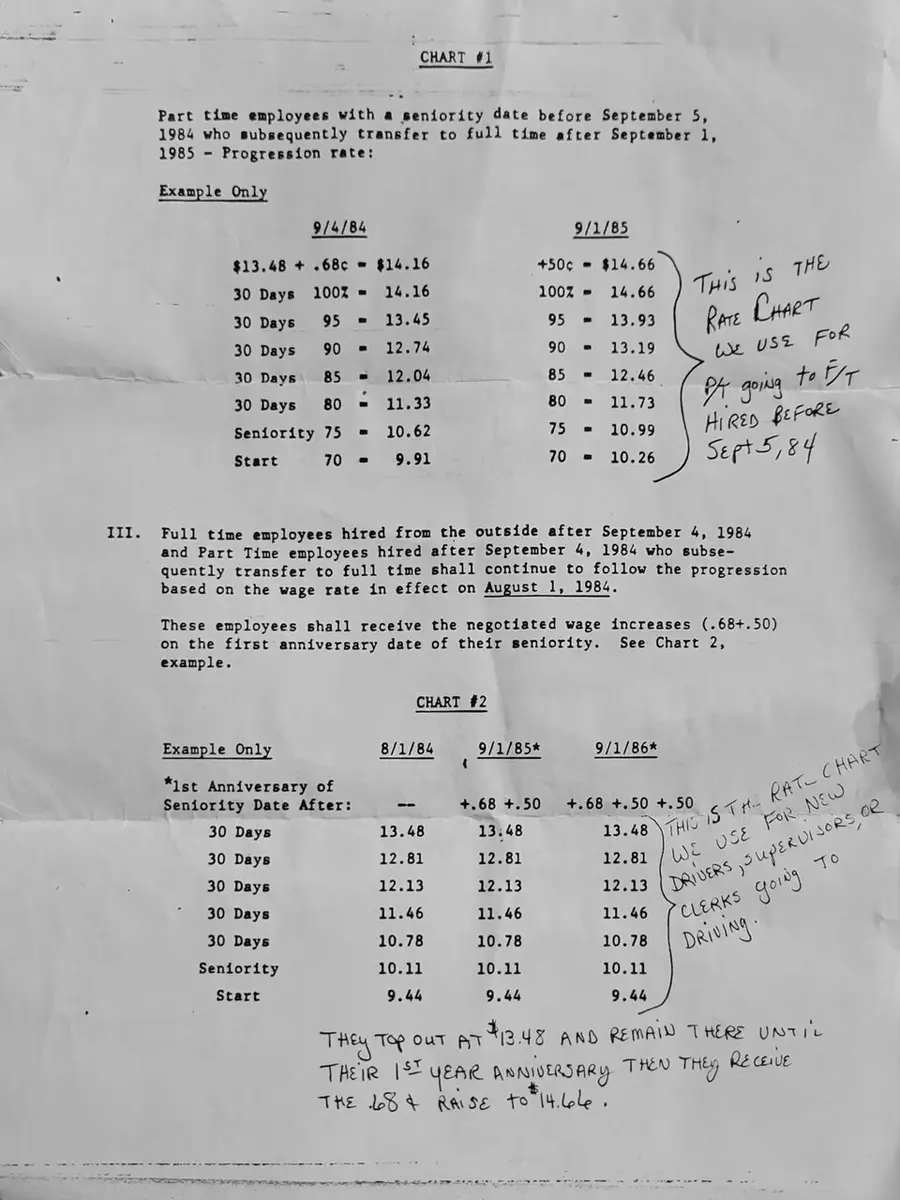 CHART #1
Part time employees with a seniority date before September 5,
1984 who subsequently transfer to full time after September 1,
1985 - Progression rate:
Example Only
9/4/84 9/1/85
$13.48 + .68¢ = $14.16 +50¢ = $14.66
30 Days 100% = 14.16 100% = 14.66
30 Days 95 = 13.45 95 = 13.93
30 Days 90 = 12.74 90 = 13.19
30 Days 85 = 12.04 85 = 12.46
30 Days 80 = 11.33 80 = 11.73
Seniority 75 = 10.62 75 = 10.99
Start 70 = 9.91 70 = 10.26
THIS IS THE
RATE CHART
WE USE FOR
P/T going to F/T
HIRED BEFORE
SEPT 5, 84
III. Full time employees hired from the outside after September 4, 1984
and Part Time employees hired after September 4, 1984 who subse-
quently transfer to full time shall continue to follow the progression
based on the wage rate in effect on August 1, 1984.
These employees shall receive the negotiated wage increases (.68+.50)
on the first anniversary date of their seniority. See Chart 2,
example.
CHART #2
Example Only 8/1/84 9/1/85* 9/1/86*
*1st Anniversary of
Seniority Date After: -- +.68 +.50 +.68 +.50 +.50
30 Days 13.48 13.48 13.48
30 Days 12.81 12.81 12.81
30 Days 12.13 12.13 12.13
30 Days 11.46 11.46 11.46
30 Days 10.78 10.78 10.78
Seniority 10.11 10.11 10.11
Start 9.44 9.44 9.44
THIS IS THE RATE CHART
WE USE FOR NEW
DRIVERS, SUPERVISORS, OR
CLERKS going TO
DRIVING.
THEY TOP OUT AT $13.48 AND REMAIN THERE UNTIL
THEIR 1ST YEAR ANNIVERSARY THEN THEY RECEIVE
THE .68¢ RAISE to $14.66.